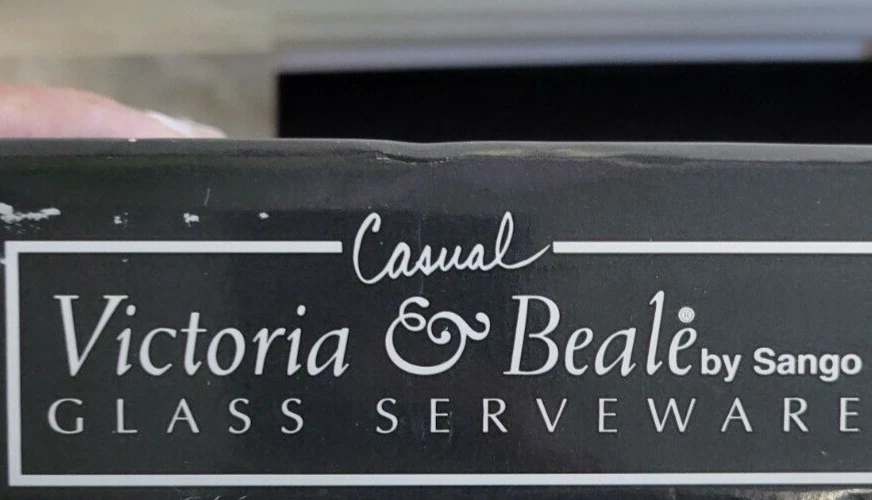 Casual
Victoria & Beale® by Sango
GLASS SERVEWARE